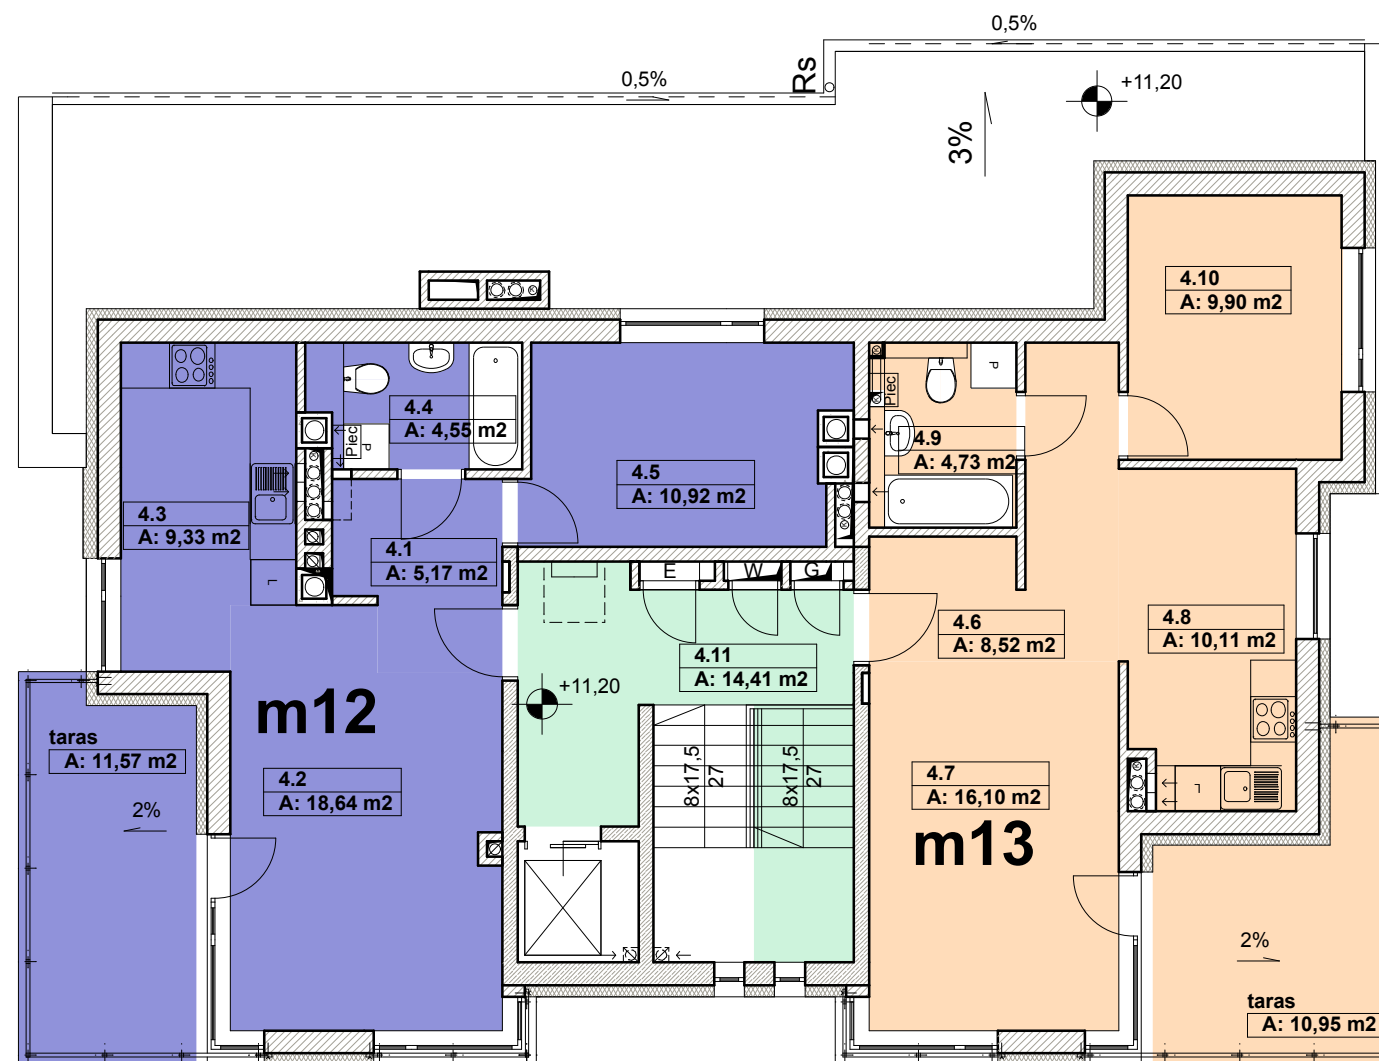 0,5%
0,5%
Rs
+11,20
3%
4.10
A: 9,90 m2
4.4
A: 4,55 m2
Piec
P
Piec
P
4.9
A: 4,73 m2
4.5
A: 10,92 m2
4.3
A: 9,33 m2
4.1
A: 5,17 m2
L
E
W
G
4.6
A: 8,52 m2
4.8
A: 10,11 m2
4.11
A: 14,41 m2
+11,20
m12
taras
A: 11,57 m2
4.2
A: 18,64 m2
2%
8x17,5
27
8x17,5
27
4.7
A: 16,10 m2
L
m13
2%
taras
A: 10,95 m2